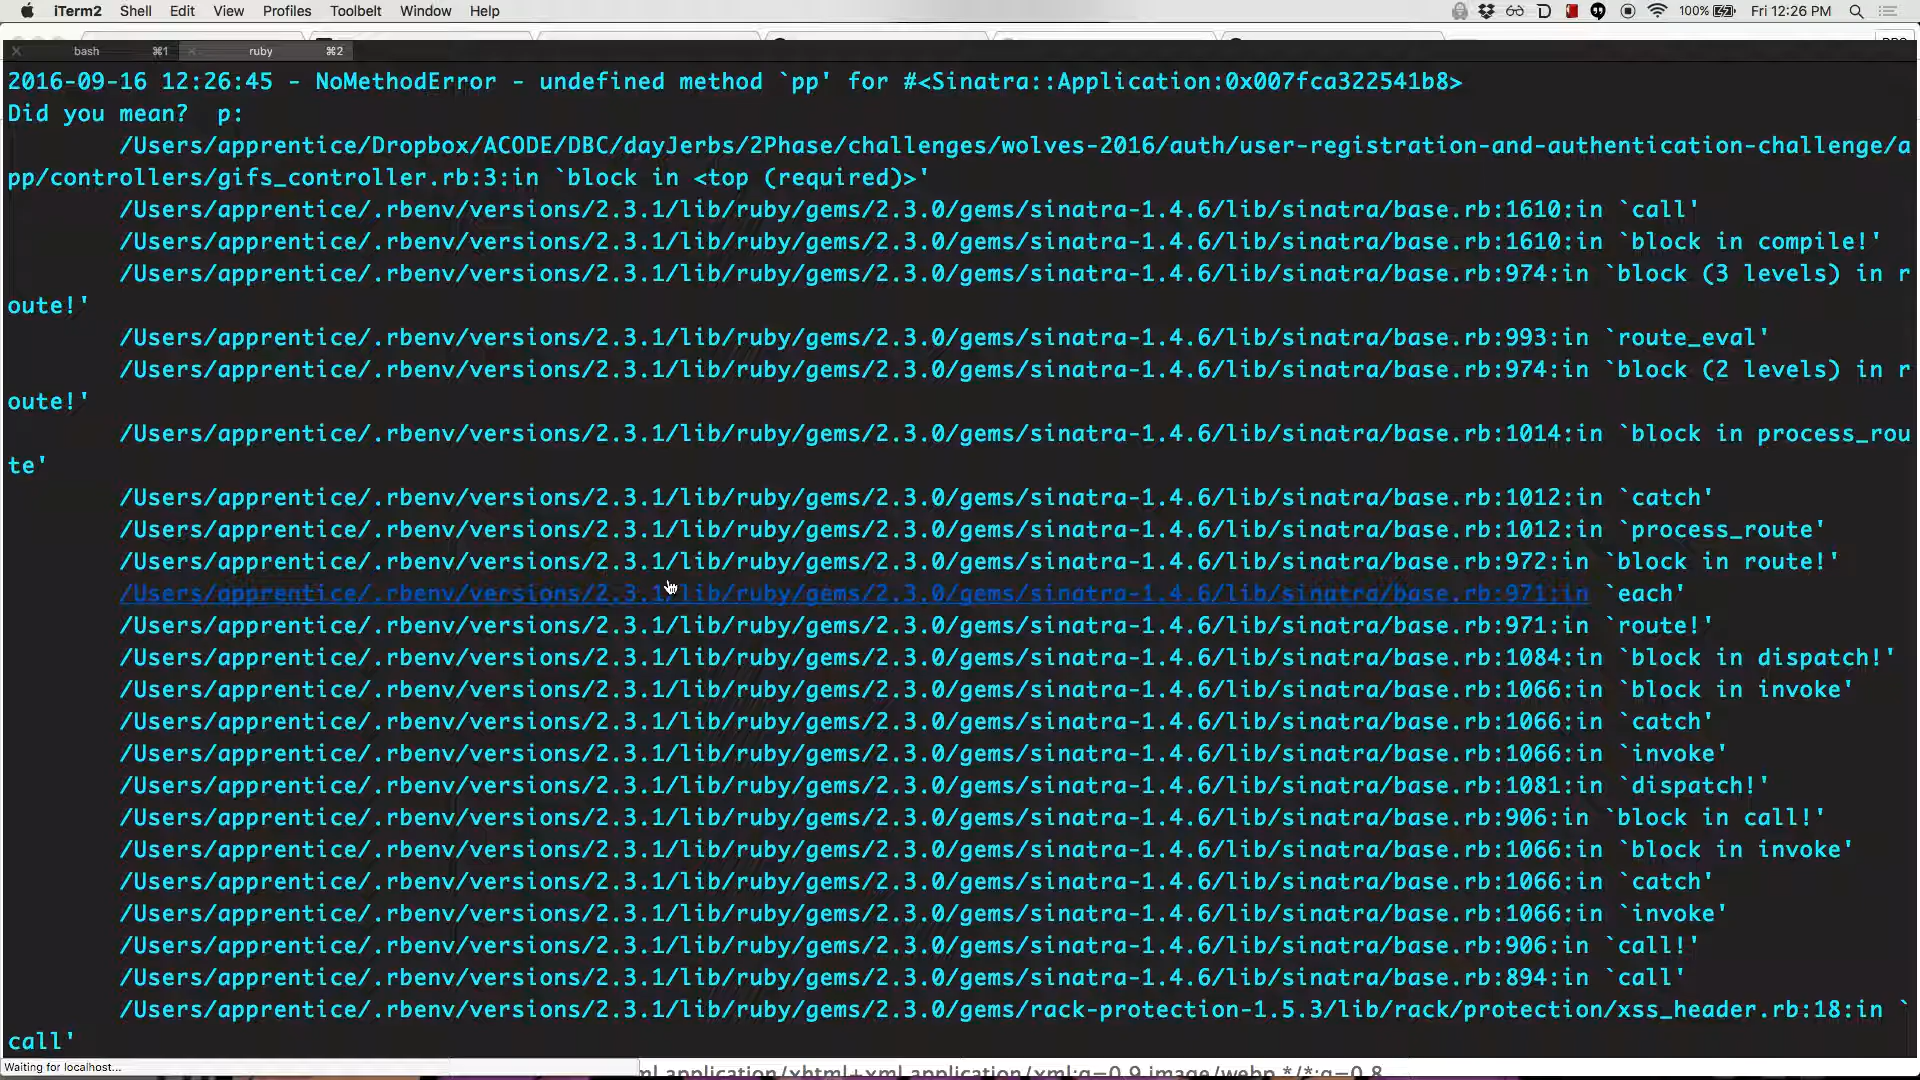 iTerm2 Shell Edit View Profiles Toolbelt Window Help 100% Fri 12:26 PM
bash ⌘1 ruby ⌘2
2016-09-16 12:26:45 - NoMethodError - undefined method `pp' for #<Sinatra::Application:0x007fca322541b8>
Did you mean?  p:
/Users/apprentice/Dropbox/ACODE/DBC/dayJerbs/2Phase/challenges/wolves-2016/auth/user-registration-and-authentication-challenge/a
pp/controllers/gifs_controller.rb:3:in `block in <top (required)>'
/Users/apprentice/.rbenv/versions/2.3.1/lib/ruby/gems/2.3.0/gems/sinatra-1.4.6/lib/sinatra/base.rb:1610:in `call'
/Users/apprentice/.rbenv/versions/2.3.1/lib/ruby/gems/2.3.0/gems/sinatra-1.4.6/lib/sinatra/base.rb:1610:in `block in compile!'
/Users/apprentice/.rbenv/versions/2.3.1/lib/ruby/gems/2.3.0/gems/sinatra-1.4.6/lib/sinatra/base.rb:974:in `block (3 levels) in r
oute!'
/Users/apprentice/.rbenv/versions/2.3.1/lib/ruby/gems/2.3.0/gems/sinatra-1.4.6/lib/sinatra/base.rb:993:in `route_eval'
/Users/apprentice/.rbenv/versions/2.3.1/lib/ruby/gems/2.3.0/gems/sinatra-1.4.6/lib/sinatra/base.rb:974:in `block (2 levels) in r
oute!'
/Users/apprentice/.rbenv/versions/2.3.1/lib/ruby/gems/2.3.0/gems/sinatra-1.4.6/lib/sinatra/base.rb:1014:in `block in process_rou
te'
/Users/apprentice/.rbenv/versions/2.3.1/lib/ruby/gems/2.3.0/gems/sinatra-1.4.6/lib/sinatra/base.rb:1012:in `catch'
/Users/apprentice/.rbenv/versions/2.3.1/lib/ruby/gems/2.3.0/gems/sinatra-1.4.6/lib/sinatra/base.rb:1012:in `process_route'
/Users/apprentice/.rbenv/versions/2.3.1/lib/ruby/gems/2.3.0/gems/sinatra-1.4.6/lib/sinatra/base.rb:972:in `block in route!'
/Users/apprentice/.rbenv/versions/2.3.1/lib/ruby/gems/2.3.0/gems/sinatra-1.4.6/lib/sinatra/base.rb:971:in `each'
/Users/apprentice/.rbenv/versions/2.3.1/lib/ruby/gems/2.3.0/gems/sinatra-1.4.6/lib/sinatra/base.rb:971:in `route!'
/Users/apprentice/.rbenv/versions/2.3.1/lib/ruby/gems/2.3.0/gems/sinatra-1.4.6/lib/sinatra/base.rb:1084:in `block in dispatch!'
/Users/apprentice/.rbenv/versions/2.3.1/lib/ruby/gems/2.3.0/gems/sinatra-1.4.6/lib/sinatra/base.rb:1066:in `block in invoke'
/Users/apprentice/.rbenv/versions/2.3.1/lib/ruby/gems/2.3.0/gems/sinatra-1.4.6/lib/sinatra/base.rb:1066:in `catch'
/Users/apprentice/.rbenv/versions/2.3.1/lib/ruby/gems/2.3.0/gems/sinatra-1.4.6/lib/sinatra/base.rb:1066:in `invoke'
/Users/apprentice/.rbenv/versions/2.3.1/lib/ruby/gems/2.3.0/gems/sinatra-1.4.6/lib/sinatra/base.rb:1081:in `dispatch!'
/Users/apprentice/.rbenv/versions/2.3.1/lib/ruby/gems/2.3.0/gems/sinatra-1.4.6/lib/sinatra/base.rb:906:in `block in call!'
/Users/apprentice/.rbenv/versions/2.3.1/lib/ruby/gems/2.3.0/gems/sinatra-1.4.6/lib/sinatra/base.rb:1066:in `block in invoke'
/Users/apprentice/.rbenv/versions/2.3.1/lib/ruby/gems/2.3.0/gems/sinatra-1.4.6/lib/sinatra/base.rb:1066:in `catch'
/Users/apprentice/.rbenv/versions/2.3.1/lib/ruby/gems/2.3.0/gems/sinatra-1.4.6/lib/sinatra/base.rb:1066:in `invoke'
/Users/apprentice/.rbenv/versions/2.3.1/lib/ruby/gems/2.3.0/gems/sinatra-1.4.6/lib/sinatra/base.rb:906:in `call!'
/Users/apprentice/.rbenv/versions/2.3.1/lib/ruby/gems/2.3.0/gems/sinatra-1.4.6/lib/sinatra/base.rb:894:in `call'
/Users/apprentice/.rbenv/versions/2.3.1/lib/ruby/gems/2.3.0/gems/rack-protection-1.5.3/lib/rack/protection/xss_header.rb:18:in `
call'
Waiting for localhost... ml,application/xhtml+xml,application/xml;q=0.9,image/webp,*/*;q=0.8